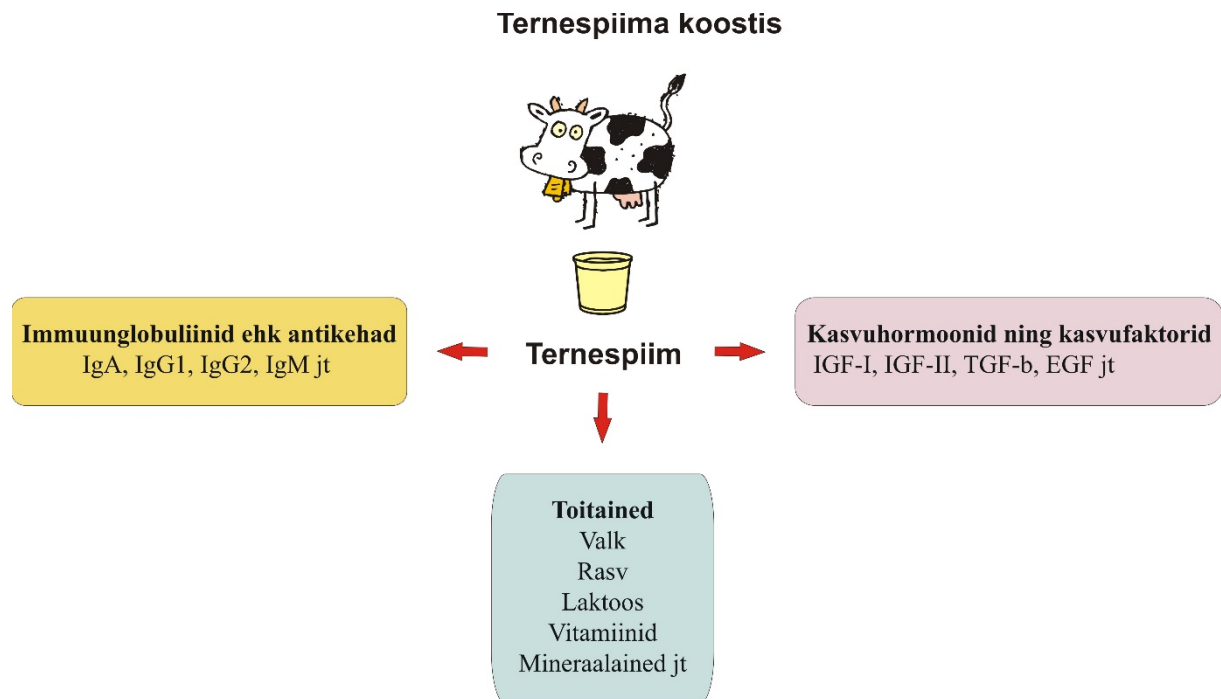 Ternespiima koostis
Immuunglobuliinid ehk antikehad
IgA, IgG1, IgG2, IgM jt
Ternespiim
Kasvuhormoonid ning kasvufaktorid
IGF-I, IGF-II, TGF-b, EGF jt
Toitained
Valk
Rasv
Laktoos
Vitamiinid
Mineraalained jt